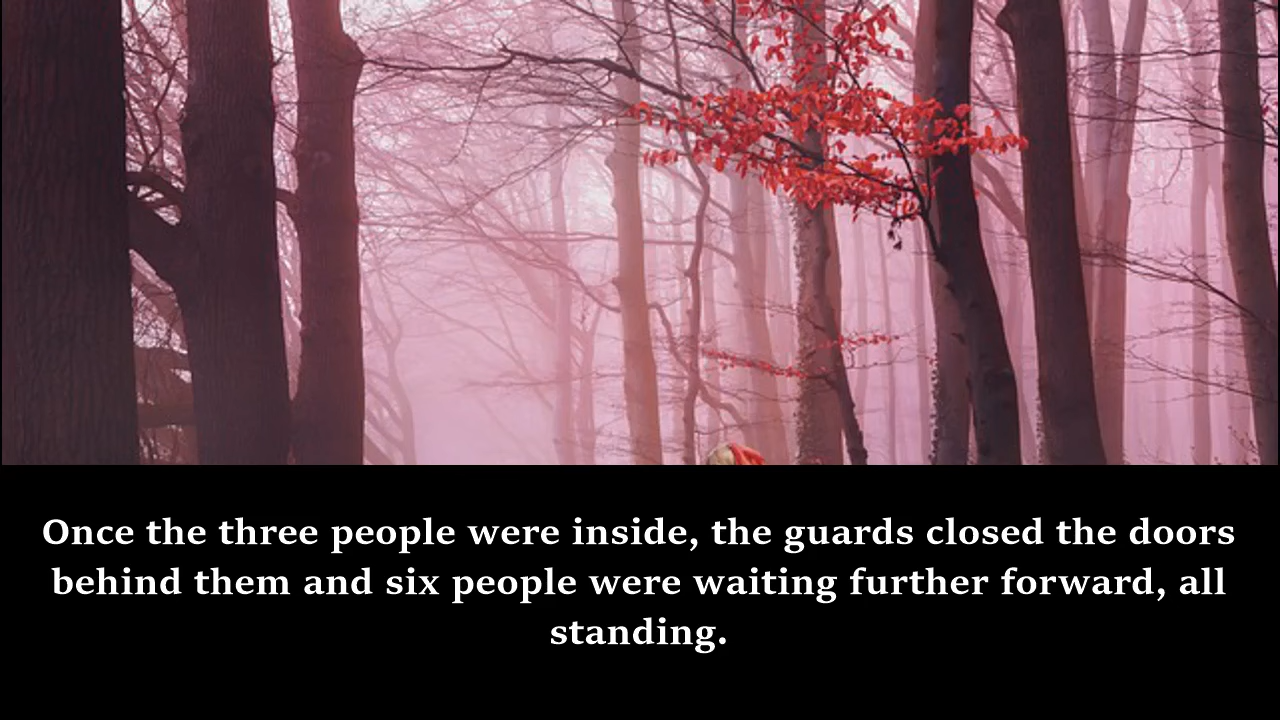 Once the three people were inside, the guards closed the doors
behind them and six people were waiting further forward, all
standing.